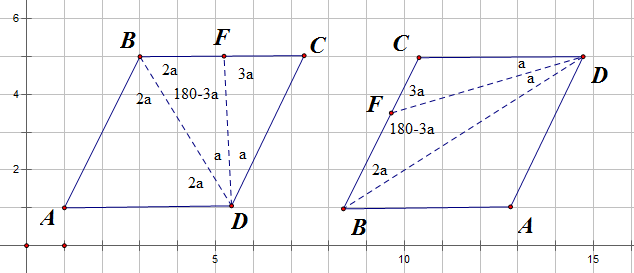 6
B F C C D
2a 3a a
a
2a 180-3a 3a
4
F
180-3a
a a
2
2a 2a
A D B A
5 10 15